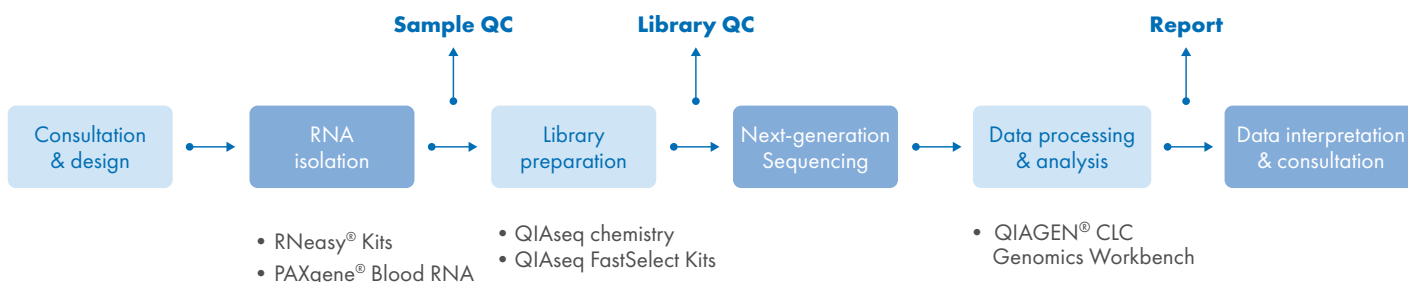 Sample QC
Library QC
Report
Consultation
& design
RNA
isolation
Library
preparation
Next-generation
Sequencing
Data processing
& analysis
Data interpretation
& consultation
• RNeasy® Kits
• PAXgene® Blood RNA
• QIAseq chemistry
• QIAseq FastSelect Kits
• QIAGEN® CLC
Genomics Workbench